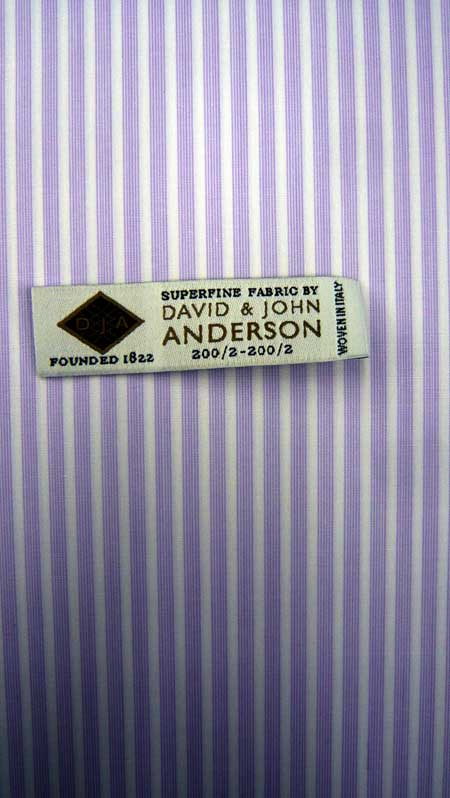 DJA
FOUNDED 1822
SUPERFINE FABRIC BY
DAVID & JOHN
ANDERSON
200/2-200/2
WOVEN IN ITALY